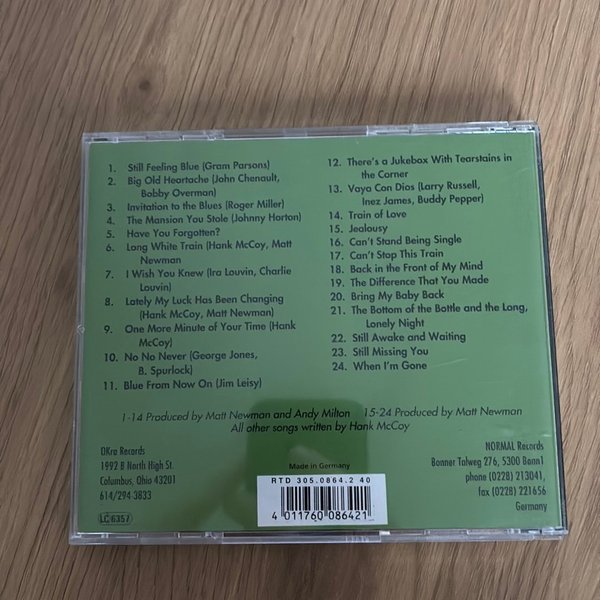 1. Still Feeling Blue (Gram Parsons)
2. Big Old Heartache (John Chenault,
Bobby Overman)
3. Invitation to the Blues (Roger Miller)
4. The Mansion You Stole (Johnny Horton)
5. Have You Forgotten?
6. Long White Train (Hank McCoy, Matt
Newman)
7. I Wish You Knew (Ira Louvin, Charlie
Louvin)
8. Lately My Luck Has Been Changing
(Hank McCoy, Matt Newman)
9. One More Minute of Your Time (Hank
McCoy)
10. No No Never (George Jones,
B. Spurlock)
11. Blue From Now On (Jim Leisy)
12. There's a Jukebox With Tearstains in
the Corner
13. Vaya Con Dios (Larry Russell,
Inez James, Buddy Pepper)
14. Train of Love
15. Jealousy
16. Can't Stand Being Single
17. Can't Stop This Train
18. Back in the Front of My Mind
19. The Difference That You Made
20. Bring My Baby Back
21. The Bottom of the Bottle and the Long,
Lonely Night
22. Still Awake and Waiting
23. Still Missing You
24. When I'm Gone
1-14 Produced by Matt Newman and Andy Milton 15-24 Produced by Matt Newman
All other songs written by Hank McCoy
OKra Records
1992 B North High St.
Columbus, Ohio 43201
614/294-3833
LC 6357
Made in Germany
RTD 305.0864.2 40
4 011760 086421
NORMAL Records
Bonner Talweg 276, 5300 Bonn1
phone (0228) 213041,
fax (0228) 221656
Germany